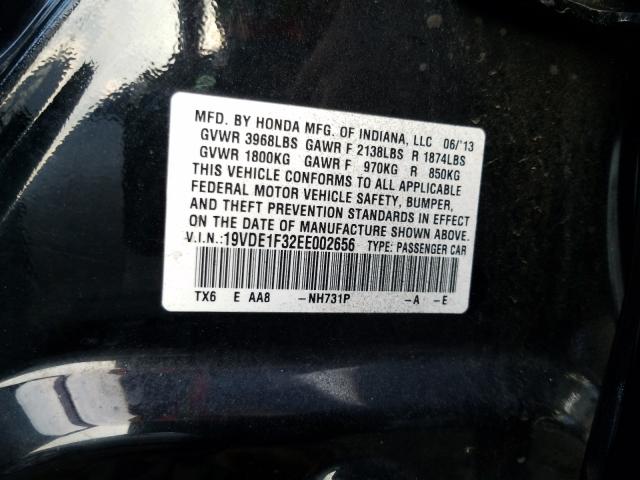 MFD. BY HONDA MFG. OF INDIANA, LLC 06/'13
GVWR 3968LBS GAWR F 2138LBS R 1874LBS
GVWR 1800KG GAWR F 970KG R 850KG
THIS VEHICLE CONFORMS TO ALL APPLICABLE
FEDERAL MOTOR VEHICLE SAFETY, BUMPER,
AND THEFT PREVENTION STANDARDS IN EFFECT
ON THE DATE OF MANUFACTURE SHOWN ABOVE.
V.I.N.:19VDE1F32EE002656 TYPE: PASSENGER CAR
TX6 E AA8 -NH731P -A -E